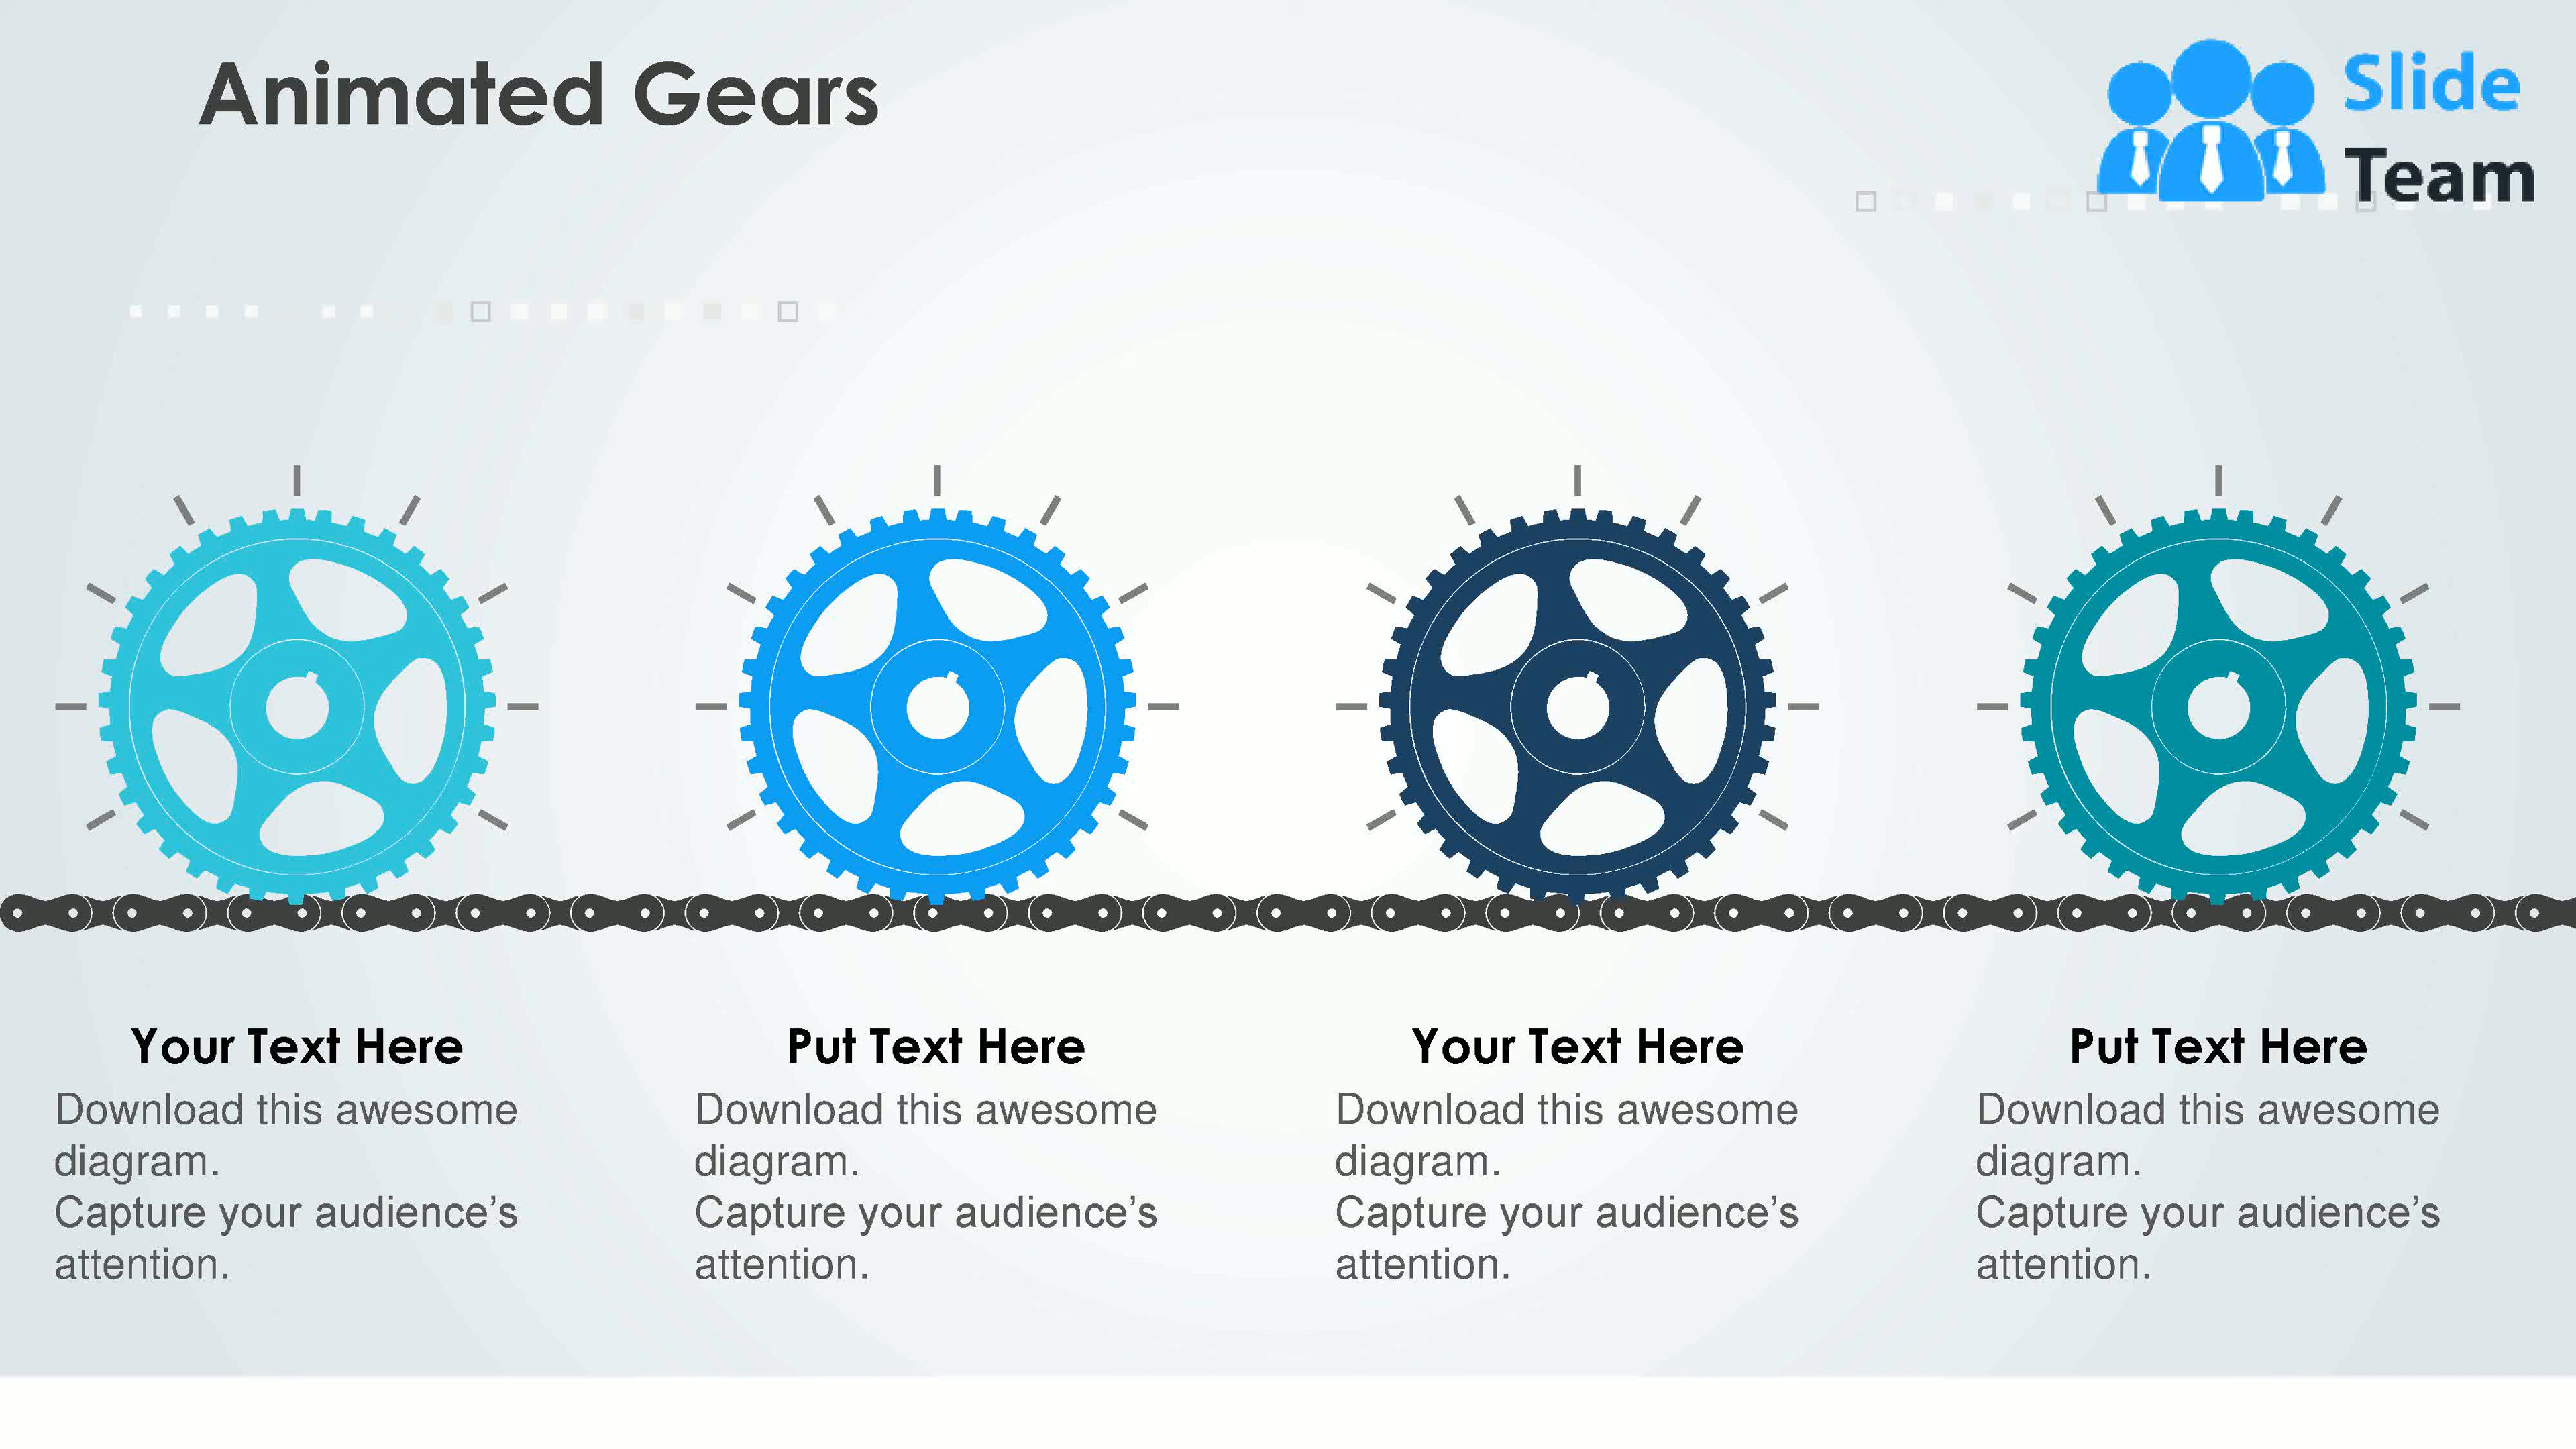 Animated Gears
Slide
Team
Your Text Here
Download this awesome
diagram.
Capture your audience’s
attention.
Put Text Here
Download this awesome
diagram.
Capture your audience’s
attention.
Your Text Here
Download this awesome
diagram.
Capture your audience’s
attention.
Put Text Here
Download this awesome
diagram.
Capture your audience’s
attention.